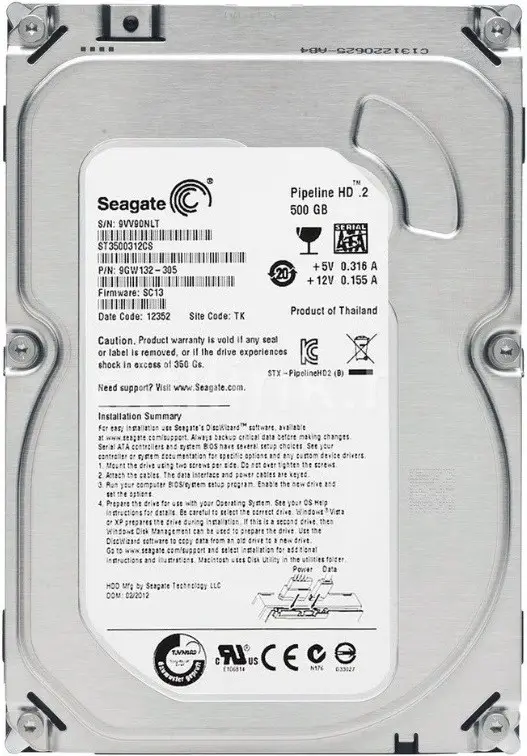 C131220625-AB4
Seagate
Pipeline HD™ .2
500 GB
S/N: 9VV90NLT
ST3500312CS
P/N: 9GW132-305
Firmware: SC13
Date Code: 12352 Site Code: TK
SERIAL
ATA
20
+5V 0.316 A
+12V 0.155 A
Product of Thailand
Caution. Product warranty is void if any seal
or label is removed, or if the drive experiences
shock in excess of 350 Gs.
STX-PipelineHD2 (B)
Need support? Visit www.Seagate.com.
Installation Summary
For easy installation use Seagate's DiscWizard™ software, available
at www.seagate.com/support. Always backup critical data before making changes.
Serial ATA controllers and system BIOS have several setup choices. See your
controller or system documentation for specific options and any custom device drivers.
1. Mount the drive using two screws per side. Do not over tighten the screws.
2. Attach the cables. The data interface and power cables are keyed.
3. Run your computer BIOS/system setup program. Enable the new drive and
set the options.
4. Prepare the drive for use with your Operating System. See your OS Help
instructions for details. Be careful to select the correct drive. Windows® Vista
or XP prepares the drive during installation. If this is a second drive, then
Windows Disk Management can be used to prepare the drive. Use the
DiscWizard software to copy data from an old drive to a new drive.
Go to www.seagate.com/support and select Installation for additional
instructions and illustrations. Macintosh uses Disk Utility in the utilities folder.
Power Data
HDD Mfg by Seagate Technology LLC
DOM: 03/2012
c RU US
E106814
CE
N176